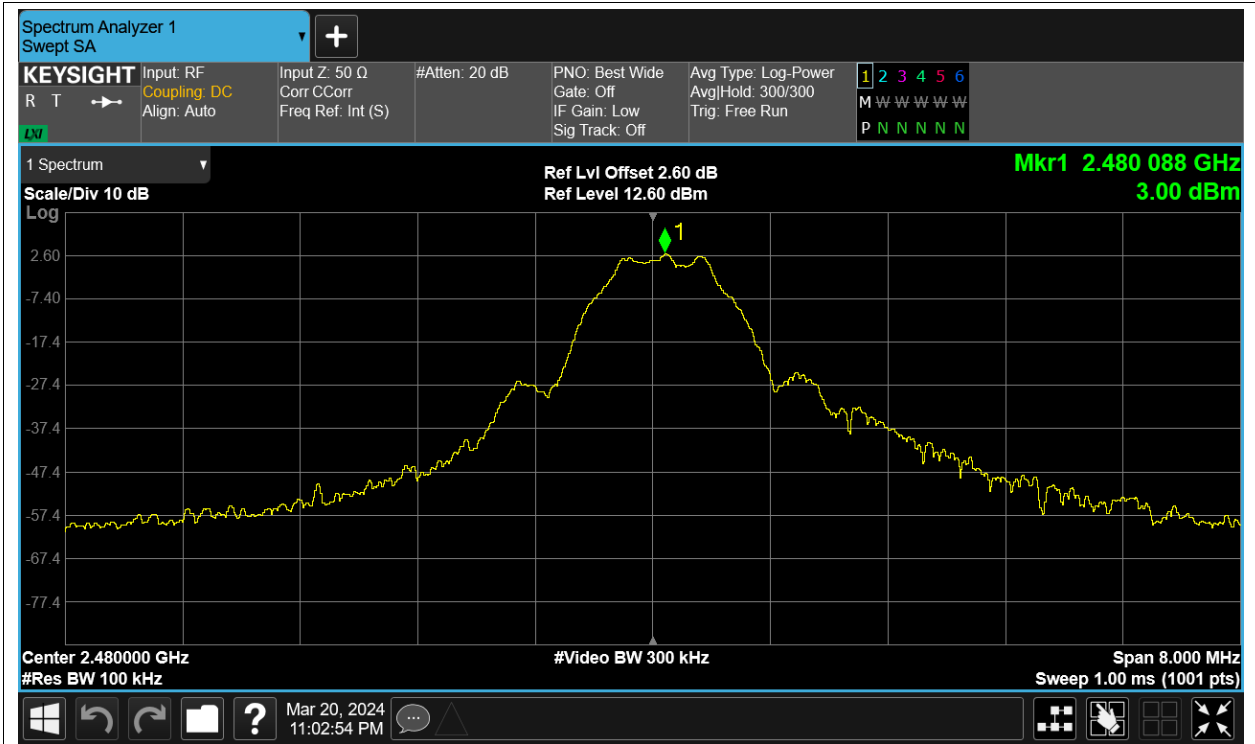 Spectrum Analyzer 1
Swept SA
KEYSIGHT
R T
LXI
Input: RF
Coupling: DC
Align: Auto
Input Z: 50 Ω
Corr CCorr
Freq Ref: Int (S)
#Atten: 20 dB
PNO: Best Wide
Gate: Off
IF Gain: Low
Sig Track: Off
Avg Type: Log-Power
Avg|Hold: 300/300
Trig: Free Run
1 2 3 4 5 6
M W W W W W
P N N N N N
1 Spectrum
Scale/Div 10 dB
Log
Ref Lvl Offset 2.60 dB
Ref Level 12.60 dBm
Mkr1 2.480 088 GHz
3.00 dBm
1
2.60
-7.40
-17.4
-27.4
-37.4
-47.4
-57.4
-67.4
-77.4
Center 2.480000 GHz
#Res BW 100 kHz
#Video BW 300 kHz
Span 8.000 MHz
Sweep 1.00 ms (1001 pts)
?
Mar 20, 2024
11:02:54 PM